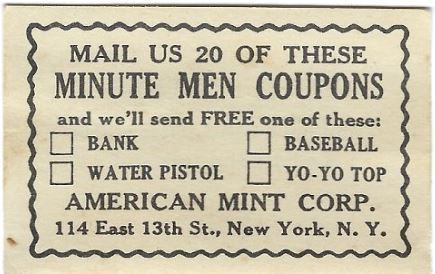 MAIL US 20 OF THESE
MINUTE MEN COUPONS
and we'll send FREE one of these:
BANK BASEBALL
WATER PISTOL YO-YO TOP
AMERICAN MINT CORP.
114 East 13th St., New York, N. Y.